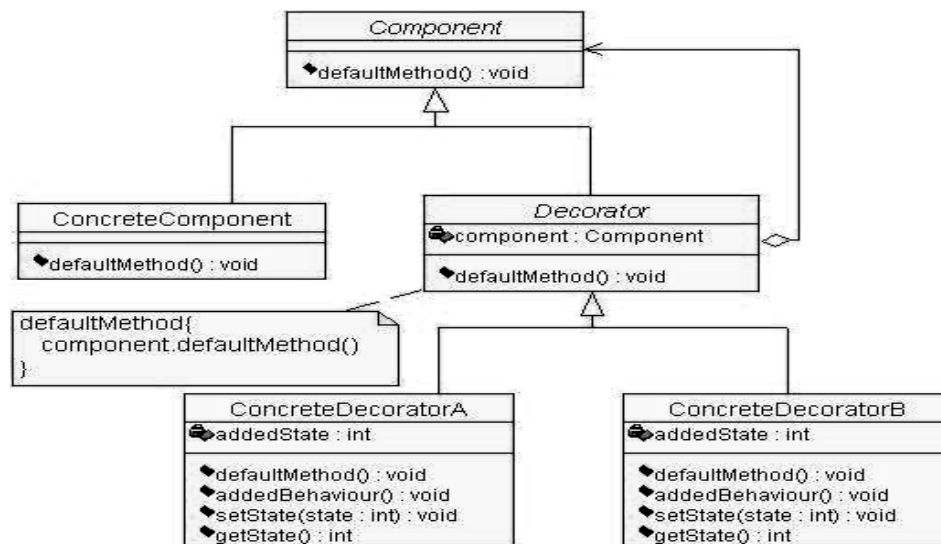 Component
defaultMethod() : void
ConcreteComponent
defaultMethod() : void
Decorator
component : Component
defaultMethod() : void
defaultMethod{
component.defaultMethod()
}
ConcreteDecoratorA
addedState : int
defaultMethod() : void
addedBehaviour() : void
setState(state : int) : void
getState() : int
ConcreteDecoratorB
addedState : int
defaultMethod() : void
addedBehaviour() : void
setState(state : int) : void
getState() : int